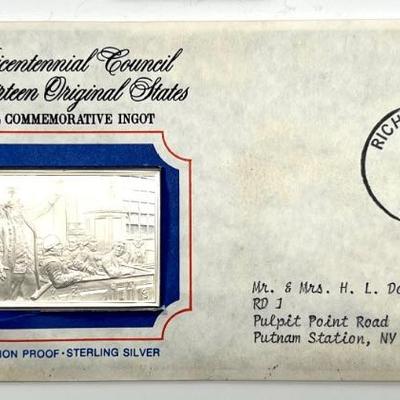 icentennial Council
rteen Original States
COMMEMORATIVE INGOT
RICH
Mr. & Mrs. H. L. Do
RD 1
Pulpit Point Road
Putnam Station, NY
ION PROOF · STERLING SILVER